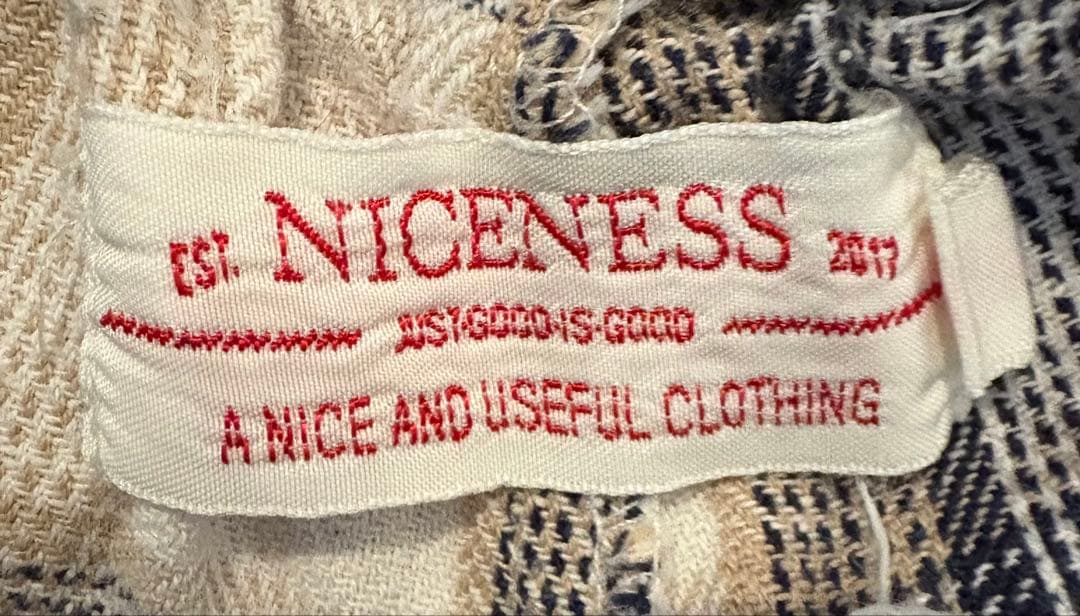 EST. NICENESS 2017
JUST·GOOD·IS·GOOD
A NICE AND USEFUL CLOTHING